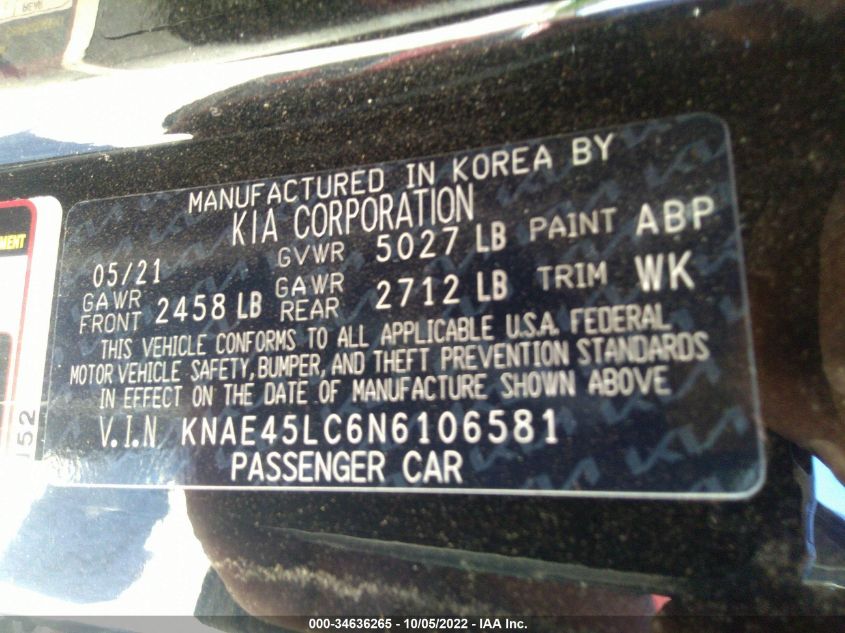 MANUFACTURED IN KOREA BY
KIA CORPORATION
05/21 GVWR 5027 LB PAINT ABP
GAWR FRONT 2458 LB GAWR REAR 2712 LB TRIM WK
THIS VEHICLE CONFORMS TO ALL APPLICABLE U.S.A. FEDERAL
MOTOR VEHICLE SAFETY, BUMPER, AND THEFT PREVENTION STANDARDS
IN EFFECT ON THE DATE OF MANUFACTURE SHOWN ABOVE
V.I.N KNAE45LC6N6106581
PASSENGER CAR
152
000-34636265 - 10/05/2022 - IAA Inc.